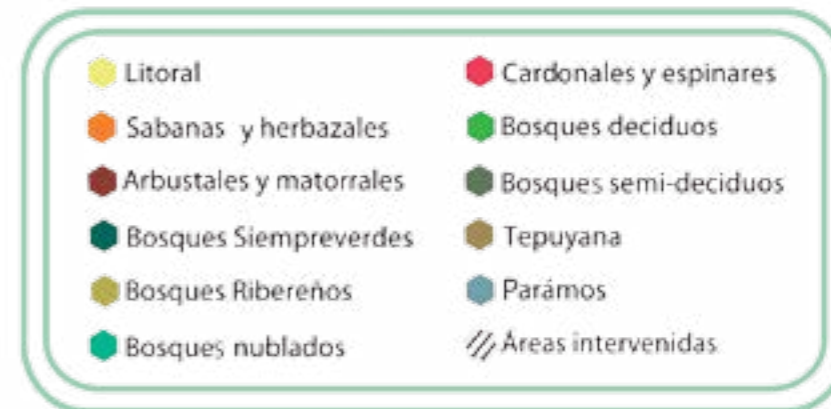 Litoral
Sabanas y herbazales
Arbustales y matorrales
Bosques Siempreverdes
Bosques Ribereños
Bosques nublados
Cardonales y espinares
Bosques deciduos
Bosques semi-deciduos
Tepuyana
Parámos
Areas intervenidas